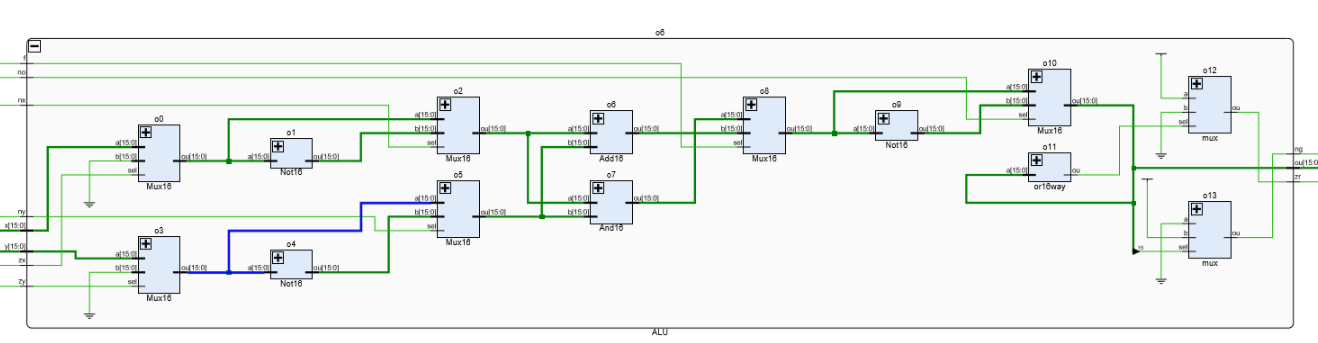 o6
f
no
nx
ny
x[15:0]
y[15:0]
zx
zy
o0
a[15:0]
b[15:0]
sel
ou[15:0]
Mux16
o1
a[15:0]
ou[15:0]
Not16
o2
a[15:0]
b[15:0]
sel
ou[15:0]
Mux16
o3
a[15:0]
b[15:0]
sel
ou[15:0]
Mux16
o4
a[15:0]
ou[15:0]
Not16
o5
a[15:0]
b[15:0]
sel
ou[15:0]
Mux16
o6
a[15:0]
b[15:0]
ou[15:0]
Add16
o7
a[15:0]
b[15:0]
ou[15:0]
And16
o8
a[15:0]
b[15:0]
sel
ou[15:0]
Mux16
o9
a[15:0]
ou[15:0]
Not16
o10
a[15:0]
b[15:0]
sel
ou[15:0]
Mux16
o11
a[15:0]
ou
or16way
o12
a
b
sel
ou
mux
o13
a
b
sel
ou
mux
15
ng
ou[15:0
zr
ALU